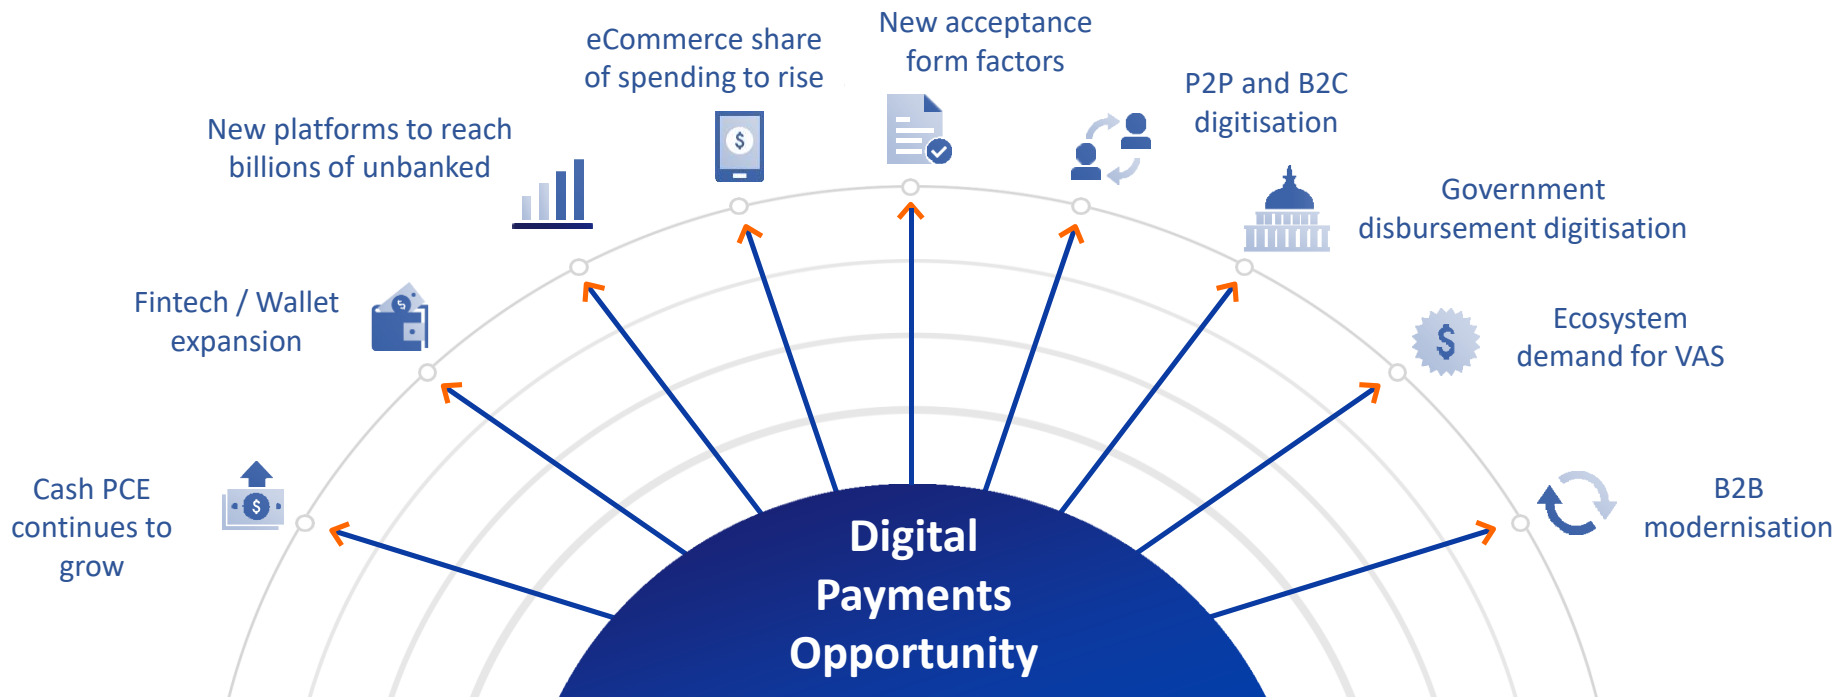 Cash PCE
continues to
grow
Fintech / Wallet
expansion
New platforms to reach
billions of unbanked
eCommerce share
of spending to rise
New acceptance
form factors
P2P and B2C
digitisation
Government
disbursement digitisation
Ecosystem
demand for VAS
B2B
modernisation
Digital
Payments
Opportunity
$
$
$
$